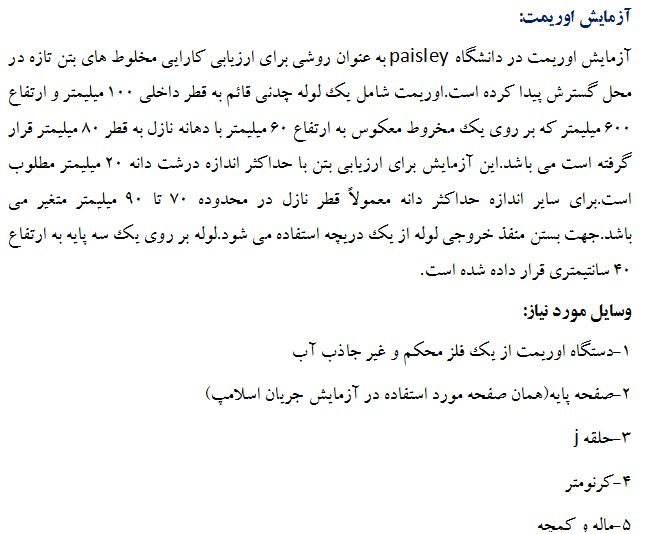 آزمایش اوریمت:
آزمایش اوریمت در دانشگاه paisley به عنوان روشی برای ارزیابی کارایی مخلوط های بتن تازه در
محل گسترش پیدا کرده است.اوریمت شامل یک لوله چدنی قائم به قطر داخلی ۱۰۰ میلیمتر و ارتفاع
۶۰۰ میلیمتر که بر روی یک مخروط معکوس به ارتفاع ۶۰ میلیمتر با دهانه نازل به قطر ۸۰ میلیمتر قرار
گرفته است می باشد.این آزمایش برای ارزیابی بتن با حداکثر اندازه درشت دانه ۲۰ میلیمتر مطلوب
است.برای سایر اندازه حداکثر دانه معمولاً قطر نازل در محدوده ۷۰ تا ۹۰ میلیمتر متغیر می
باشد.جهت بستن منفذ خروجی لوله از یک دریچه استفاده می شود.لوله بر روی یک سه پایه به ارتفاع
۴۰ سانتیمتری قرار داده شده است.
وسایل مورد نیاز:
۱-دستگاه اوریمت از یک فلز محکم و غیر جاذب آب
۲-صفحه پایه(همان صفحه مورد استفاده در آزمایش جریان اسلامپ)
۳-حلقه j
۴-کرنومتر
۵-ماله و کمچه